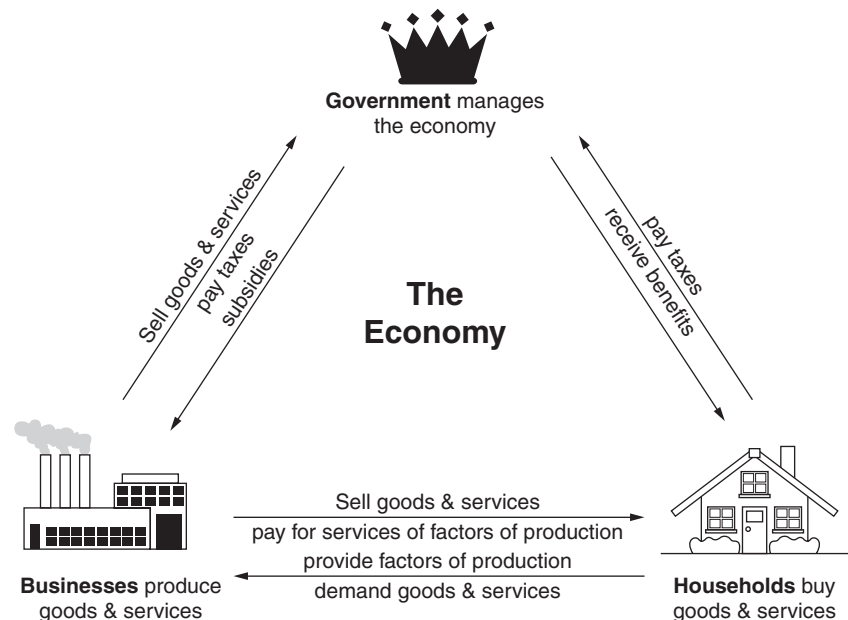 Government manages
the economy
Sell goods & services
pay taxes
subsidies
pay taxes
receive benefits
The
Economy
Sell goods & services
pay for services of factors of production
provide factors of production
demand goods & services
Businesses produce
goods & services
Households buy
goods & services